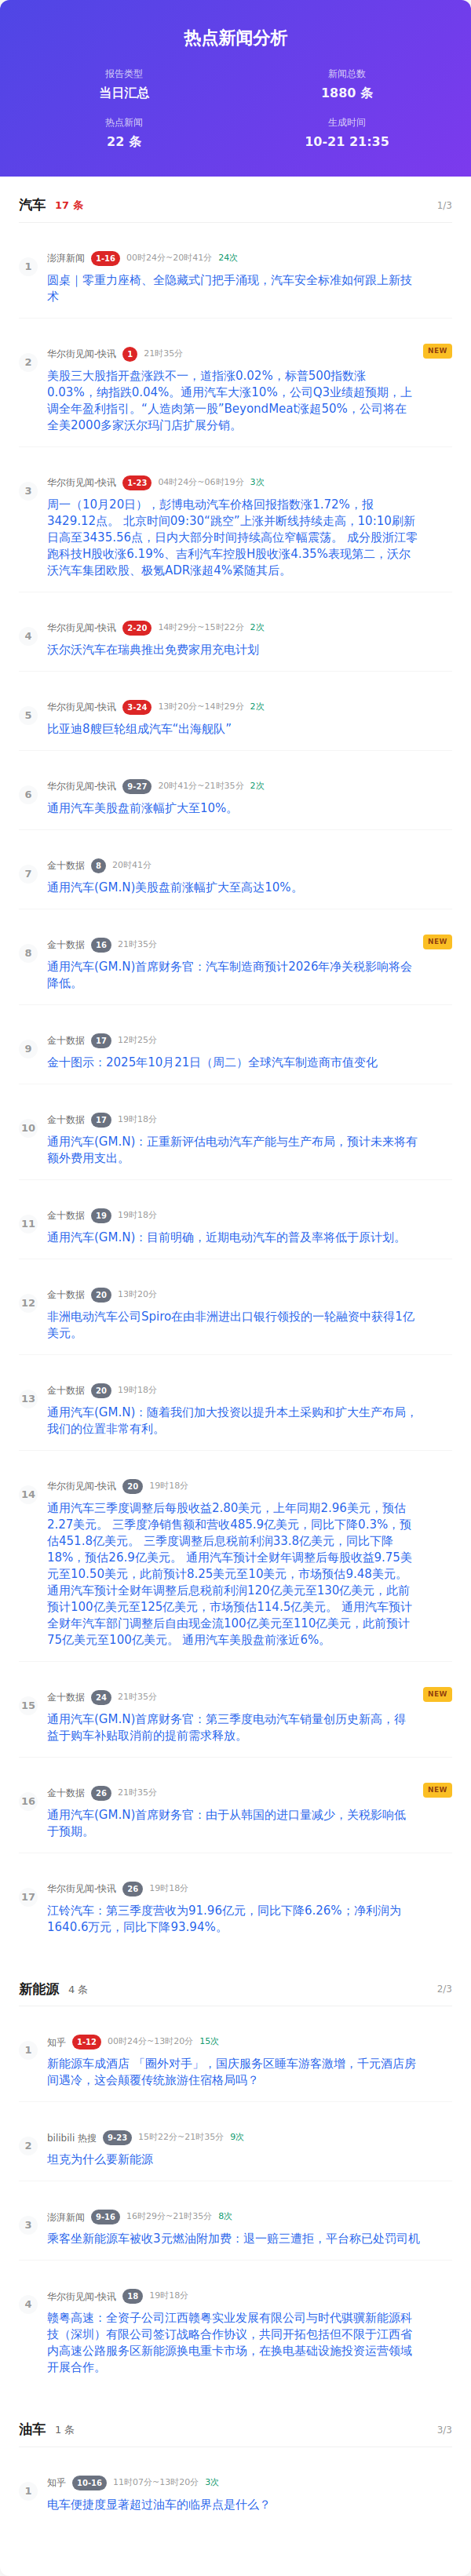 热点新闻分析
报告类型
当日汇总
新闻总数
1880 条
热点新闻
22 条
生成时间
10-21 21:35
汽车 17 条 1/3
1 澎湃新闻 1-16 00时24分~20时41分 24次
圆桌｜零重力座椅、全隐藏式门把手涌现，汽车安全标准如何跟上新技
术
2 华尔街见闻-快讯 1 21时35分 NEW
美股三大股指开盘涨跌不一，道指涨0.02%，标普500指数涨
0.03%，纳指跌0.04%。通用汽车大涨10%，公司Q3业绩超预期，上
调全年盈利指引。“人造肉第一股”BeyondMeat涨超50%，公司将在
全美2000多家沃尔玛门店扩展分销。
3 华尔街见闻-快讯 1-23 04时24分~06时19分 3次
周一（10月20日），彭博电动汽车价格回报指数涨1.72%，报
3429.12点。 北京时间09:30“跳空”上涨并断线持续走高，10:10刷新
日高至3435.56点，日内大部分时间持续高位窄幅震荡。 成分股浙江零
跑科技H股收涨6.19%、吉利汽车控股H股收涨4.35%表现第二，沃尔
沃汽车集团欧股、极氪ADR涨超4%紧随其后。
4 华尔街见闻-快讯 2-20 14时29分~15时22分 2次
沃尔沃汽车在瑞典推出免费家用充电计划
5 华尔街见闻-快讯 3-24 13时20分~14时29分 2次
比亚迪8艘巨轮组成汽车“出海舰队”
6 华尔街见闻-快讯 9-27 20时41分~21时35分 2次
通用汽车美股盘前涨幅扩大至10%。
7 金十数据 8 20时41分
通用汽车(GM.N)美股盘前涨幅扩大至高达10%。
8 金十数据 16 21时35分 NEW
通用汽车(GM.N)首席财务官：汽车制造商预计2026年净关税影响将会
降低。
9 金十数据 17 12时25分
金十图示：2025年10月21日（周二）全球汽车制造商市值变化
10 金十数据 17 19时18分
通用汽车(GM.N)：正重新评估电动汽车产能与生产布局，预计未来将有
额外费用支出。
11 金十数据 19 19时18分
通用汽车(GM.N)：目前明确，近期电动汽车的普及率将低于原计划。
12 金十数据 20 13时20分
非洲电动汽车公司Spiro在由非洲进出口银行领投的一轮融资中获得1亿
美元。
13 金十数据 20 19时18分
通用汽车(GM.N)：随着我们加大投资以提升本土采购和扩大生产布局，
我们的位置非常有利。
14 华尔街见闻-快讯 20 19时18分
通用汽车三季度调整后每股收益2.80美元，上年同期2.96美元，预估
2.27美元。 三季度净销售额和营收485.9亿美元，同比下降0.3%，预
估451.8亿美元。 三季度调整后息税前利润33.8亿美元，同比下降
18%，预估26.9亿美元。 通用汽车预计全财年调整后每股收益9.75美
元至10.50美元，此前预计8.25美元至10美元，市场预估9.48美元。
通用汽车预计全财年调整后息税前利润120亿美元至130亿美元，此前
预计100亿美元至125亿美元，市场预估114.5亿美元。 通用汽车预计
全财年汽车部门调整后自由现金流100亿美元至110亿美元，此前预计
75亿美元至100亿美元。 通用汽车美股盘前涨近6%。
15 金十数据 24 21时35分 NEW
通用汽车(GM.N)首席财务官：第三季度电动汽车销量创历史新高，得
益于购车补贴取消前的提前需求释放。
16 金十数据 26 21时35分 NEW
通用汽车(GM.N)首席财务官：由于从韩国的进口量减少，关税影响低
于预期。
17 华尔街见闻-快讯 26 19时18分
江铃汽车：第三季度营收为91.96亿元，同比下降6.26%；净利润为
1640.6万元，同比下降93.94%。
新能源 4 条 2/3
1 知乎 1-12 00时24分~13时20分 15次
新能源车成酒店 「圈外对手」，国庆服务区睡车游客激增，千元酒店房
间遇冷，这会颠覆传统旅游住宿格局吗？
2 bilibili 热搜 9-23 15时22分~21时35分 9次
坦克为什么要新能源
3 澎湃新闻 9-16 16时29分~21时35分 8次
乘客坐新能源车被收3元燃油附加费：退一赔三遭拒，平台称已处罚司机
4 华尔街见闻-快讯 18 19时18分
赣粤高速：全资子公司江西赣粤实业发展有限公司与时代骐骥新能源科
技（深圳）有限公司签订战略合作协议，共同开拓包括但不限于江西省
内高速公路服务区新能源换电重卡市场，在换电基础设施投资运营领域
开展合作。
油车 1 条 3/3
1 知乎 10-16 11时07分~13时20分 3次
电车便捷度显著超过油车的临界点是什么？